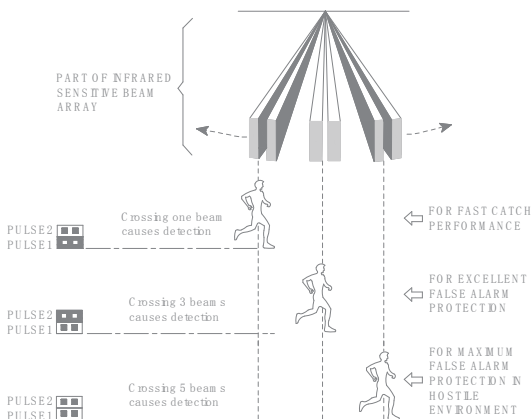 PART OF INFRARED
SENSITIVE BEAM
ARRAY
PULSE2
PULSE1
Crossing one beam
causes detection
FOR FAST CATCH
PERFORMANCE
PULSE2
PULSE1
Crossing 3 beams
causes detection
FOR EXCELLENT
FALSE ALARM
PROTECTION
PULSE2
PULSE1
Crossing 5 beams
causes detection
FOR MAXIMUM
FALSE ALARM
PROTECTION IN
HOSTILE
ENVIRONMENT